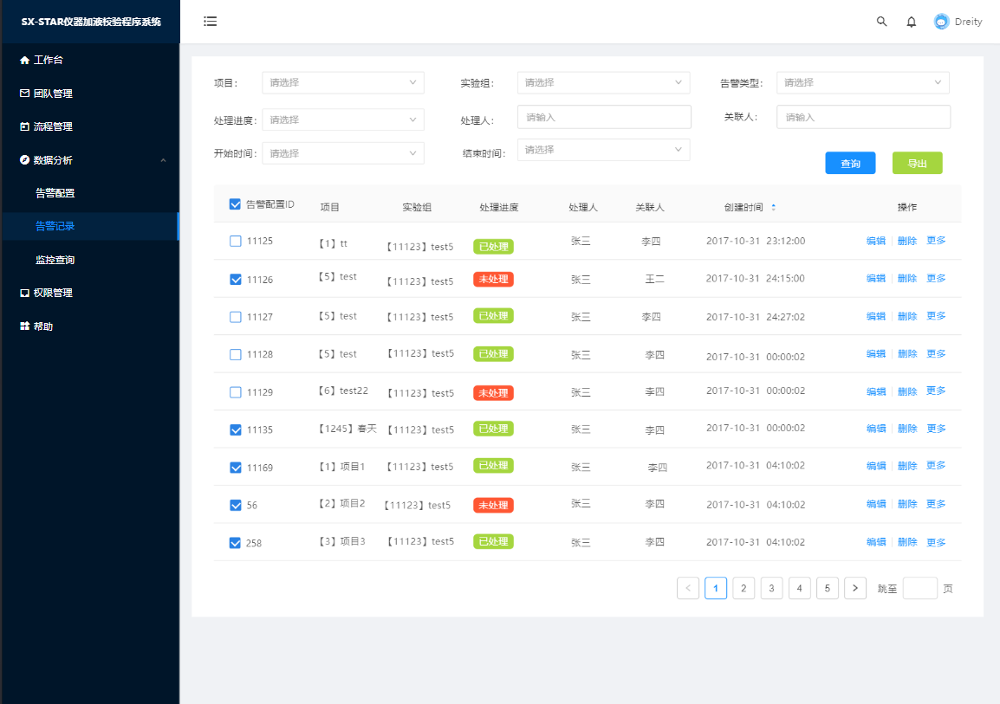 SX-STAR仪器加液校验程序系统
Dreity
工作台
团队管理
流程管理
数据分析
告警配置
告警记录
监控查询
权限管理
帮助
项目: 请选择 实验组: 请选择 告警类型: 请选择
处理进度: 请选择 处理人: 请输入 关联人: 请输入
开始时间: 请选择 结束时间: 请选择 查询 导出
告警配置ID 项目 实验组 处理进度 处理人 关联人 创建时间 操作
11125 【1】tt 【11123】test5 已处理 张三 李四 2017-10-31 23:12:00 编辑 删除 更多
11126 【5】test 【11123】test5 未处理 张三 王二 2017-10-31 24:15:00 编辑 删除 更多
11127 【5】test 【11123】test5 已处理 张三 李四 2017-10-31 24:27:02 编辑 删除 更多
11128 【5】test 【11123】test5 已处理 张三 李四 2017-10-31 00:00:02 编辑 删除 更多
11129 【6】test22 【11123】test5 未处理 张三 李四 2017-10-31 00:00:02 编辑 删除 更多
11135 【1245】春天 【11123】test5 已处理 张三 李四 2017-10-31 00:00:02 编辑 删除 更多
11169 【1】项目1 【11123】test5 已处理 张三 李四 2017-10-31 04:10:02 编辑 删除 更多
56 【2】项目2 【11123】test5 未处理 张三 李四 2017-10-31 04:10:02 编辑 删除 更多
258 【3】项目3 【11123】test5 已处理 张三 李四 2017-10-31 04:10:02 编辑 删除 更多
< 1 2 3 4 5 > 跳至 页